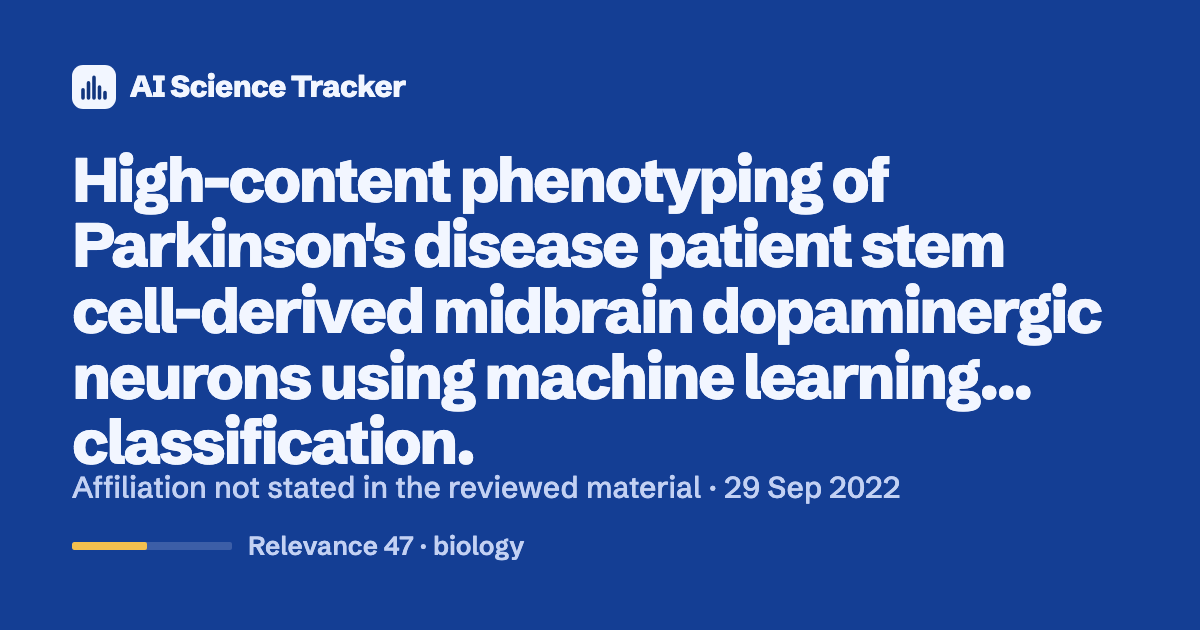 AI Science Tracker
High-content phenotyping of
Parkinson's disease patient stem
cell-derived midbrain dopaminergic
neurons using machine learning...
classification.
Affiliation not stated in the reviewed material · 29 Sep 2022
Relevance 47 · biology